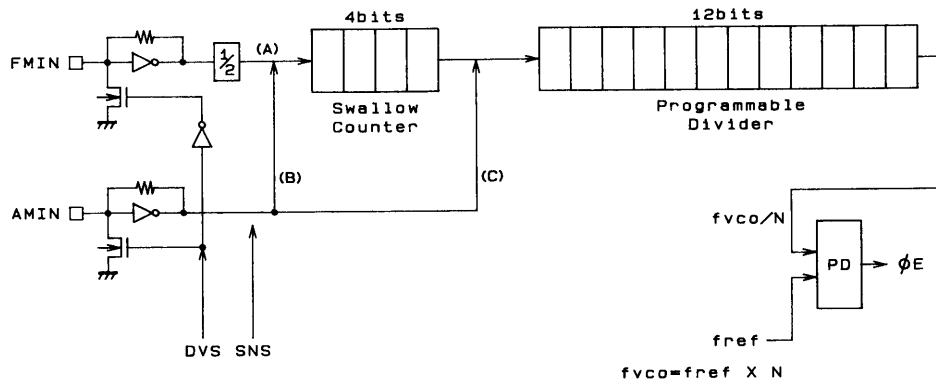 4bits
12bits
FMIN
1/2
(A)
Swallow
Counter
Programmable
Divider
(B)
(C)
AMIN
fvco/N
PD
φE
fref
DVS SNS
fvco=fref X N